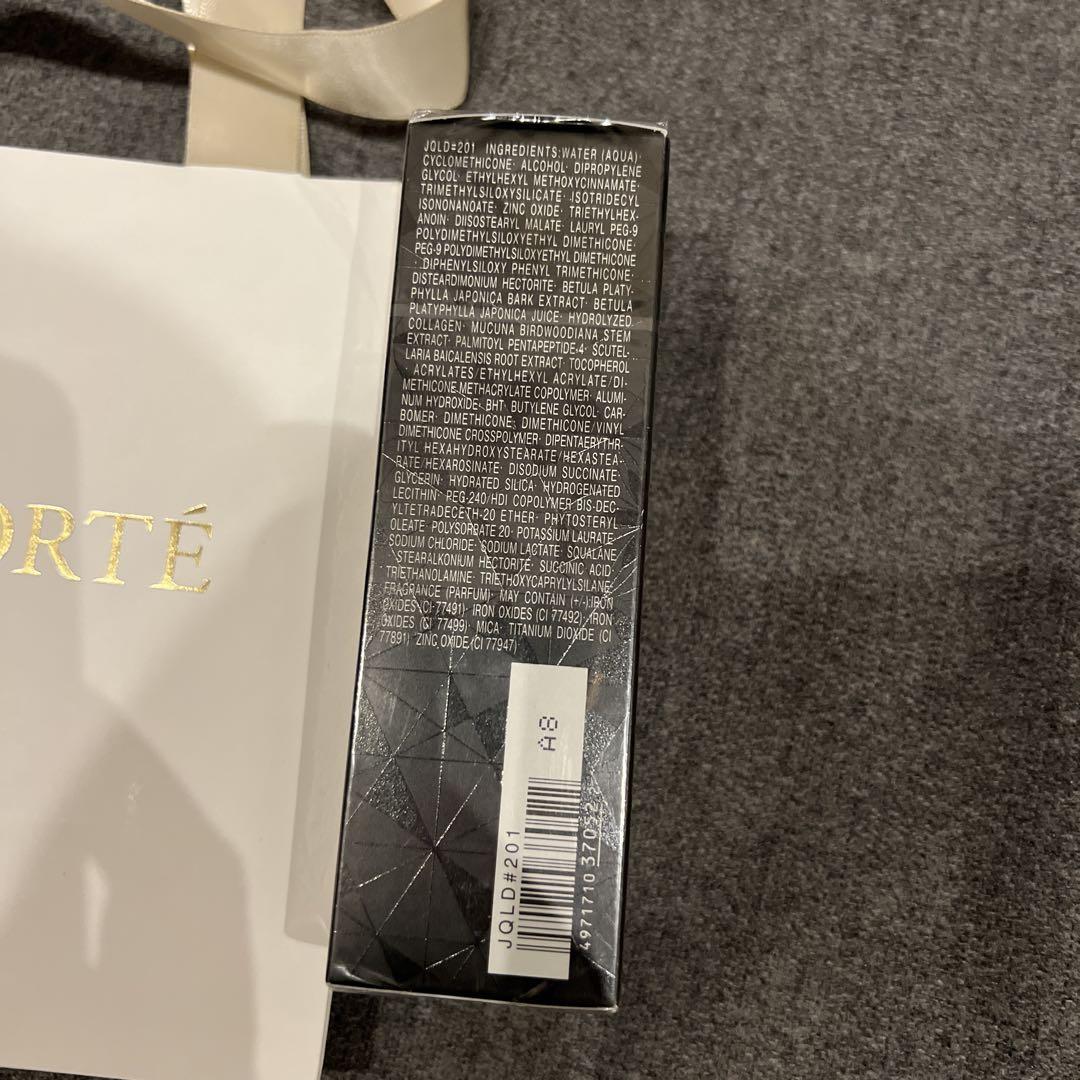 ORTÉ
JQLD#201 INGREDIENTS:WATER (AQUA)·
CYCLOMETHICONE· ALCOHOL· DIPROPYLENE
GLYCOL· ETHYLHEXYL METHOXYCINNAMATE·
TRIMETHYLSILOXYSILICATE· ISOTRIDECYL
ISONONANOATE· ZINC OXIDE· TRIETHYLHEX-
ANOIN· DIISOSTEARYL MALATE· LAURYL PEG-9
POLYDIMETHYLSILOXYETHYL DIMETHICONE·
PEG-9 POLYDIMETHYLSILOXYETHYL DIMETHICONE
· DIPHENYLSILOXY PHENYL TRIMETHICONE·
DISTEARDIMONIUM HECTORITE· BETULA PLATY-
PHYLLA JAPONICA BARK EXTRACT· BETULA
PLATYPHYLLA JAPONICA JUICE· HYDROLYZED
COLLAGEN· MUCUNA BIRDWOODIANA STEM
EXTRACT· PALMITOYL PENTAPEPTIDE-4· SCUTEL-
LARIA BAICALENSIS ROOT EXTRACT· TOCOPHEROL
· ACRYLATES/ETHYLHEXYL ACRYLATE/DI-
METHICONE METHACRYLATE COPOLYMER· ALUMI-
NUM HYDROXIDE· BHT· BUTYLENE GLYCOL· CAR-
BOMER· DIMETHICONE· DIMETHICONE/VINYL
DIMETHICONE CROSSPOLYMER· DIPENTAERYTHR-
ITYL HEXAHYDROXYSTEARATE/HEXASTEA-
RATE/HEXAROSINATE· DISODIUM SUCCINATE
GLYCERIN· HYDRATED SILICA· HYDROGENATED
LECITHIN· PEG-240/HDI COPOLYMER BIS-DEC-
YLTETRADECETH-20 ETHER· PHYTOSTERYL
OLEATE· POLYSORBATE 20· POTASSIUM LAURATE·
SODIUM CHLORIDE· SODIUM LACTATE· SQUALANE
· STEARALKONIUM HECTORITE· SUCCINIC ACID·
TRIETHANOLAMINE· TRIETHOXYCAPRYLYLSILANE·
FRAGRANCE (PARFUM)· MAY CONTAIN (+/-):IRON
OXIDES (CI 77491)· IRON OXIDES (CI 77492)· IRON
OXIDES (CI 77499)· MICA· TITANIUM DIOXIDE (CI
77891)· ZINC OXIDE (CI 77947)
A8
JQLD#201
4971710370522